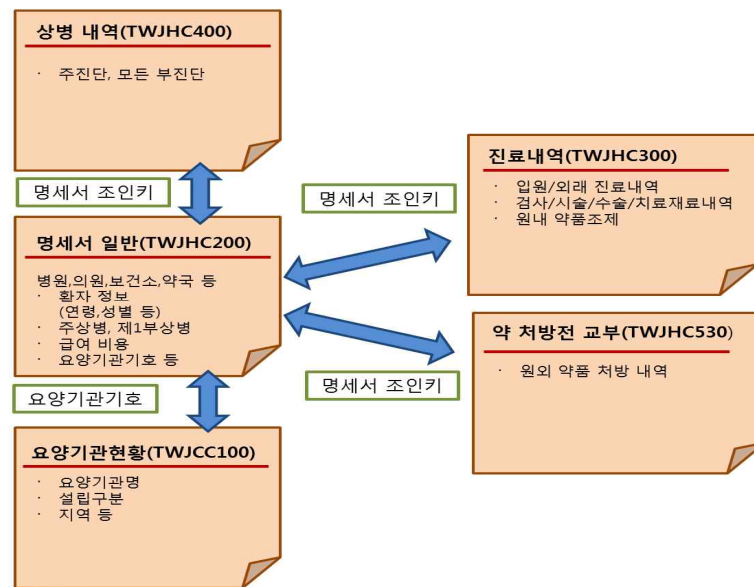 상병 내역(TWJHC400)
· 주진단, 모든 부진단
명세서 조인키
명세서 일반(TWJHC200)
병원,의원,보건소,약국 등
· 환자 정보
(연령,성별 등)
· 주상병, 제1부상병
· 급여 비용
· 요양기관기호 등
요양기관기호
요양기관현황(TWJCC100)
· 요양기관명
· 설립구분
· 지역 등
명세서 조인키
진료내역(TWJHC300)
· 입원/외래 진료내역
· 검사/시술/수술/치료재료내역
· 원내 약품조제
명세서 조인키
약 처방전 교부(TWJHC530)
· 원외 약품 처방 내역